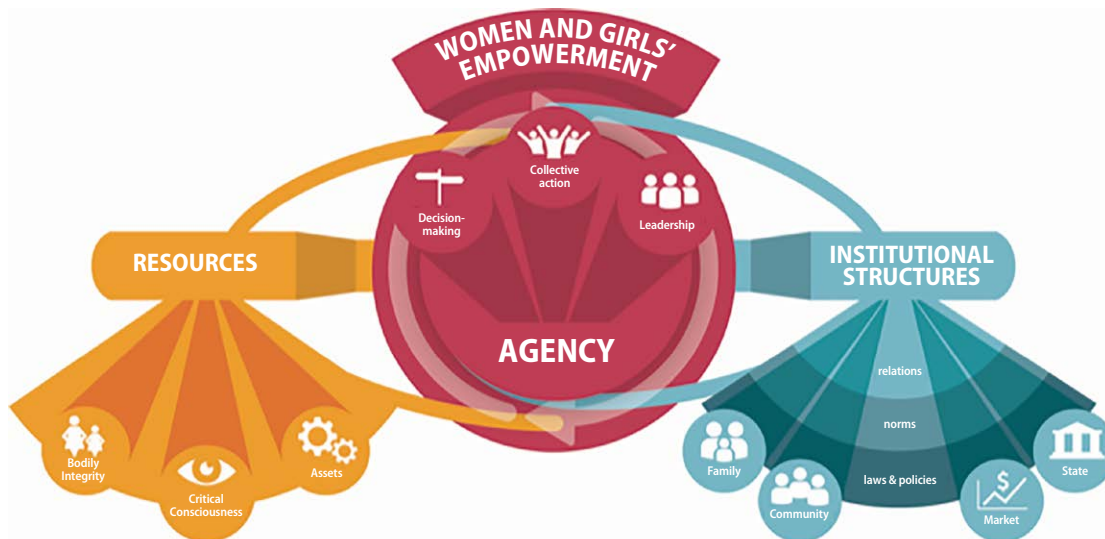 WOMEN AND GIRLS'
EMPOWERMENT
Collective
action
Decision-
making
Leadership
RESOURCES
INSTITUTIONAL
STRUCTURES
AGENCY
relations
norms
laws & policies
Bodily
Integrity
Critical
Consciousness
Assets
Family
Community
$
Market
State